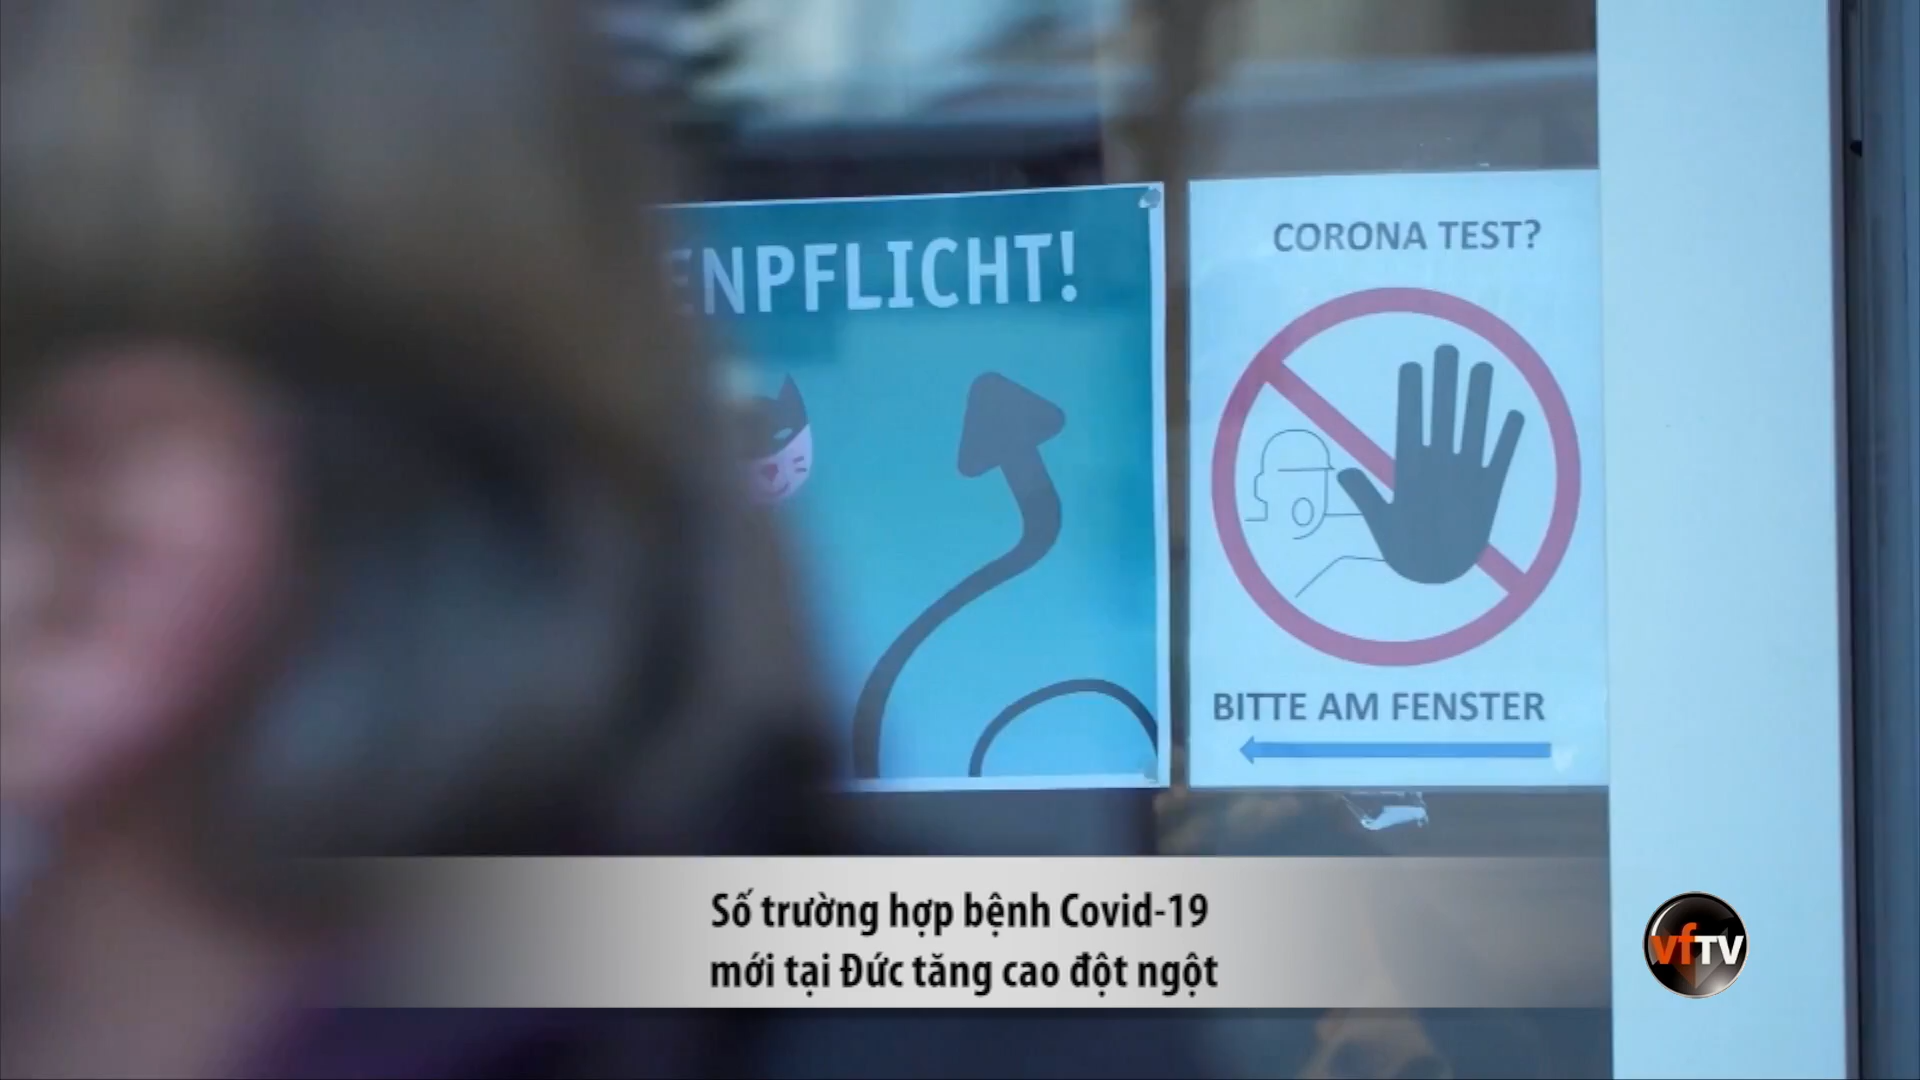 ENPFLICHT!
CORONA TEST?
BITTE AM FENSTER
Số trường hợp bệnh Covid-19
mới tại Đức tăng cao đột ngột
vfTV